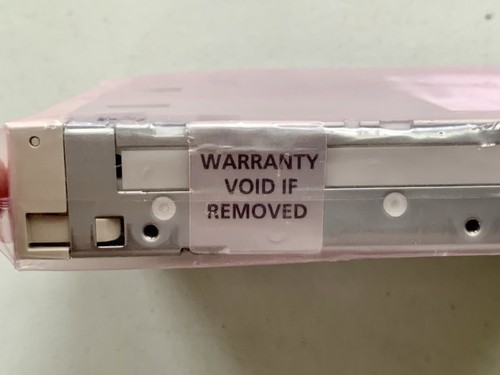 WARRANTY
VOID IF
REMOVED